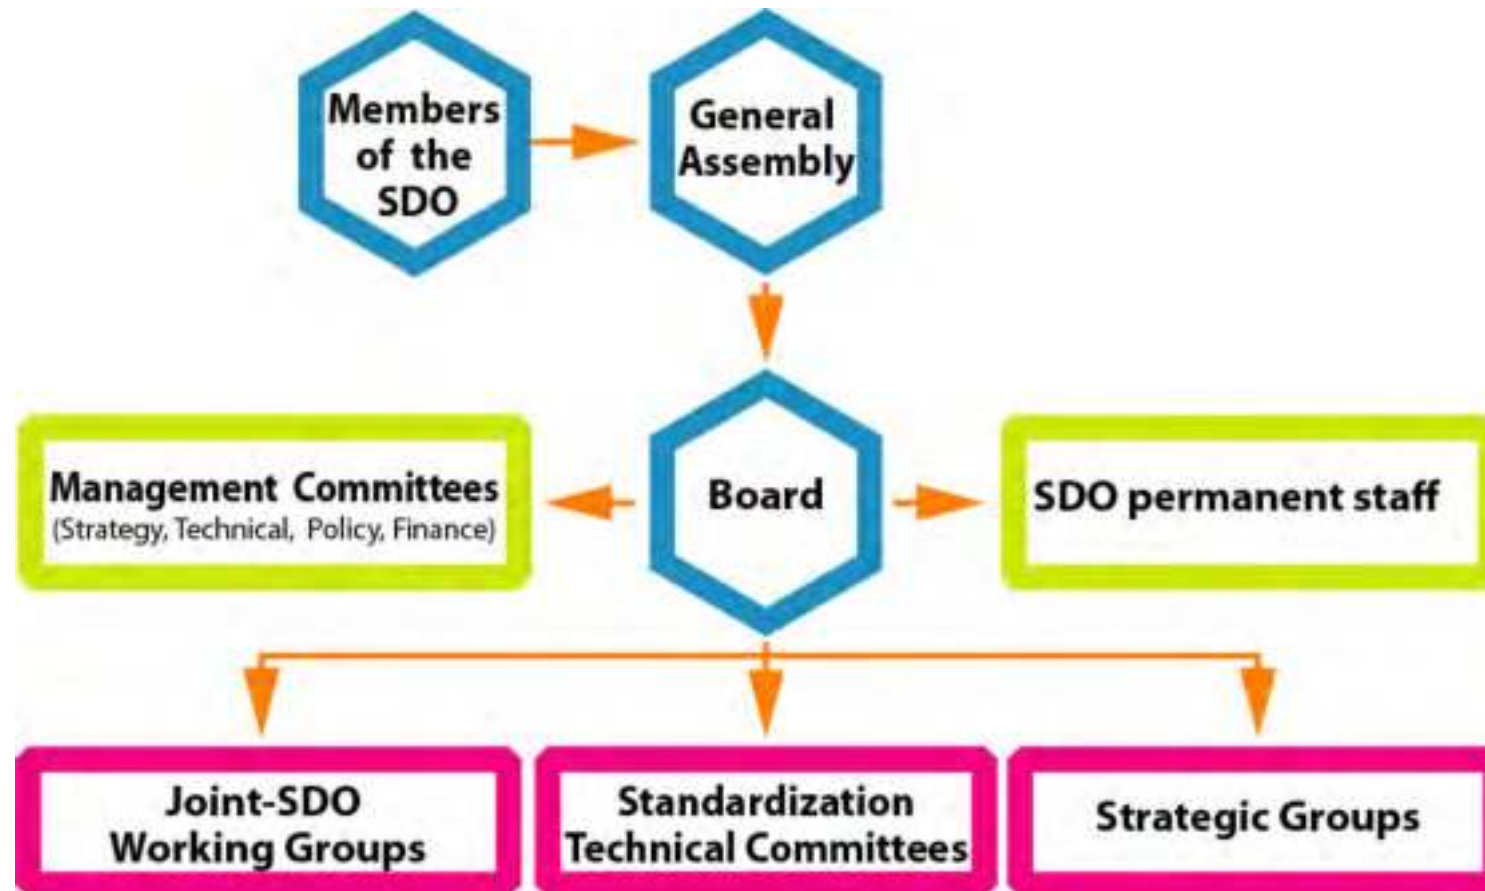 Members
of the
SDO
General
Assembly
Management Committees
(Strategy, Technical, Policy, Finance)
Board
SDO permanent staff
Joint-SDO
Working Groups
Standardization
Technical Committees
Strategic Groups